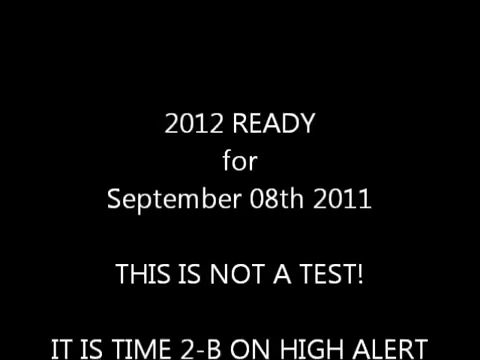 2012 READY
for
September 08th 2011
THIS IS NOT A TEST!
IT IS TIME 2-B ON HIGH ALERT